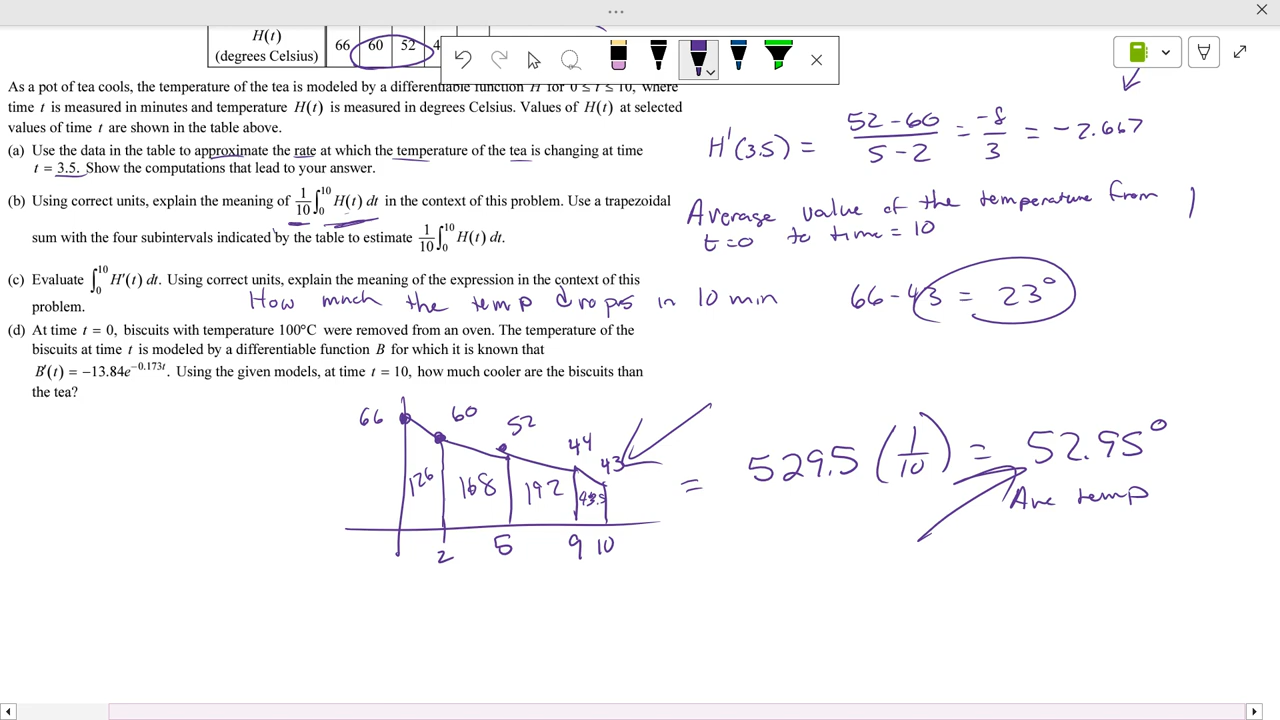 H(t)
(degrees Celsius) 66 60 52 4
As a pot of tea cools, the temperature of the tea is modeled by a differentiable function H for 0 ≤ t ≤ 10, where
time t is measured in minutes and temperature H(t) is measured in degrees Celsius. Values of H(t) at selected
values of time t are shown in the table above.
(a) Use the data in the table to approximate the rate at which the temperature of the tea is changing at time
t = 3.5. Show the computations that lead to your answer.
H'(3.5) = 52-60 / 5-2 = -8/3 = -2.667
(b) Using correct units, explain the meaning of 1/10 ∫₀¹⁰ H(t) dt in the context of this problem. Use a trapezoidal
sum with the four subintervals indicated by the table to estimate 1/10 ∫₀¹⁰ H(t) dt.
Average value of the temperature from
t=0 to time = 10
(c) Evaluate ∫₀¹⁰ H′(t) dt. Using correct units, explain the meaning of the expression in the context of this
problem.
How much the temp drops in 10 min
66-43 = 23°
(d) At time t = 0, biscuits with temperature 100°C were removed from an oven. The temperature of the
biscuits at time t is modeled by a differentiable function B for which it is known that
B′(t) = −13.84e^−0.173t. Using the given models, at time t = 10, how much cooler are the biscuits than
the tea?
66 60 52 44 43
126 168 192 43.5
2 5 9 10
= 529.5 (1/10) = 52.95°
Ave temp